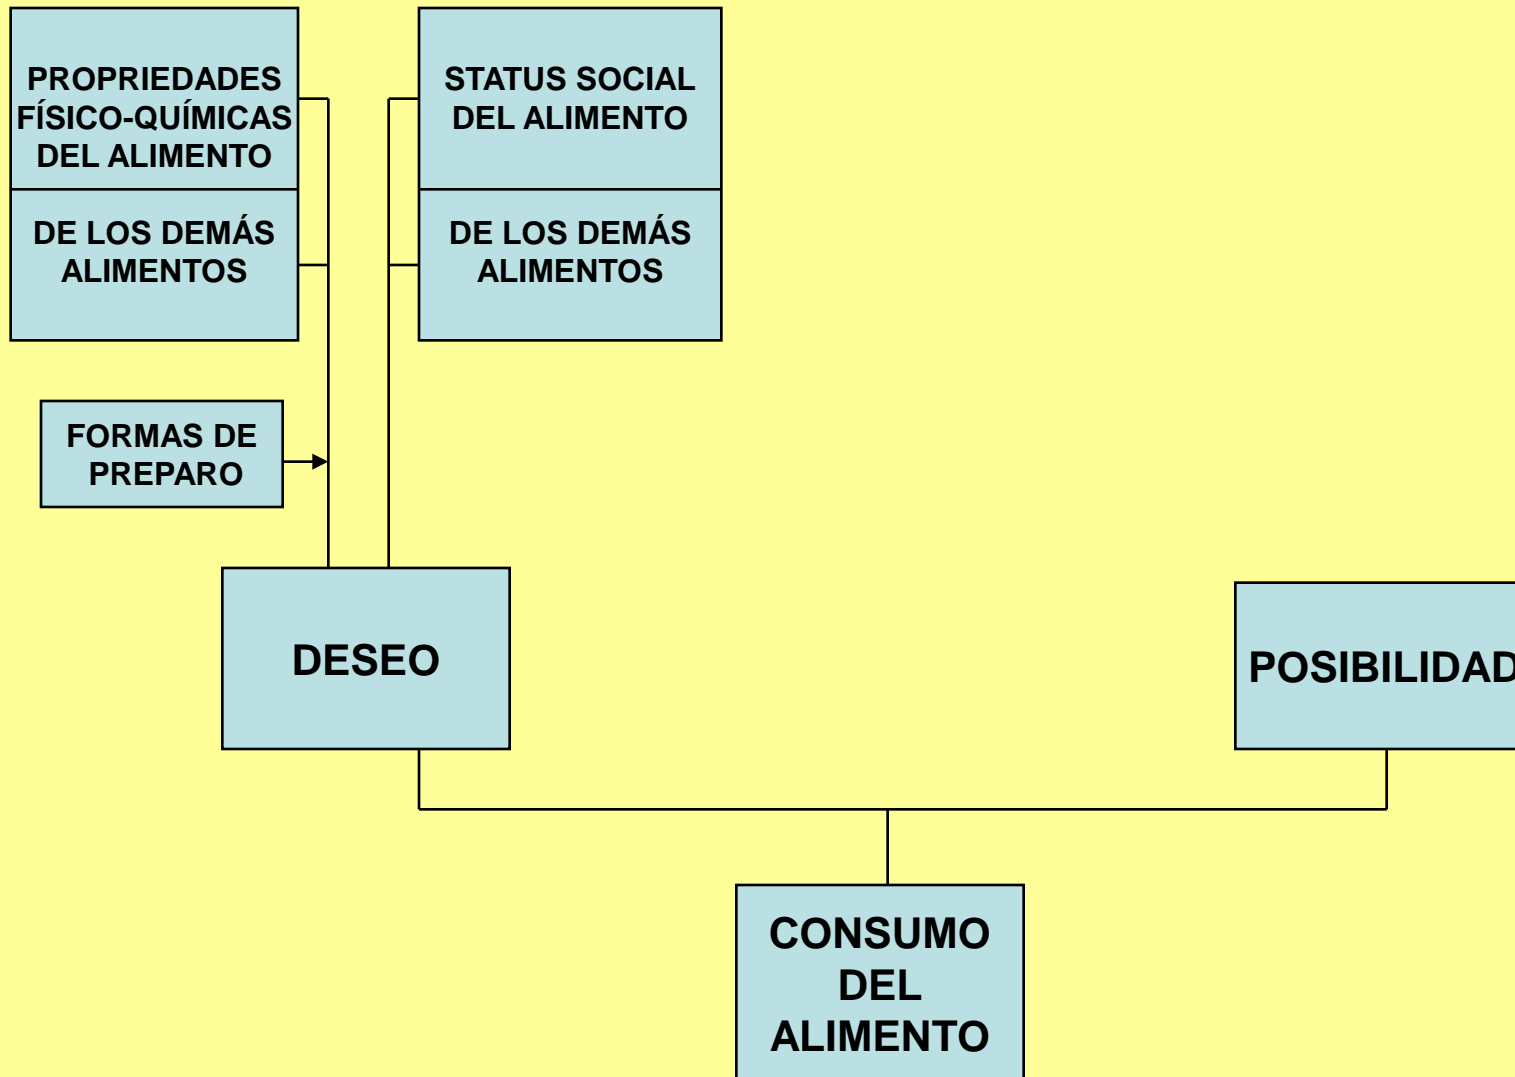 PROPRIEDADES
FÍSICO-QUÍMICAS
DEL ALIMENTO
DE LOS DEMÁS
ALIMENTOS
STATUS SOCIAL
DEL ALIMENTO
DE LOS DEMÁS
ALIMENTOS
FORMAS DE
PREPARO
DESEO
POSIBILIDAD
CONSUMO
DEL
ALIMENTO